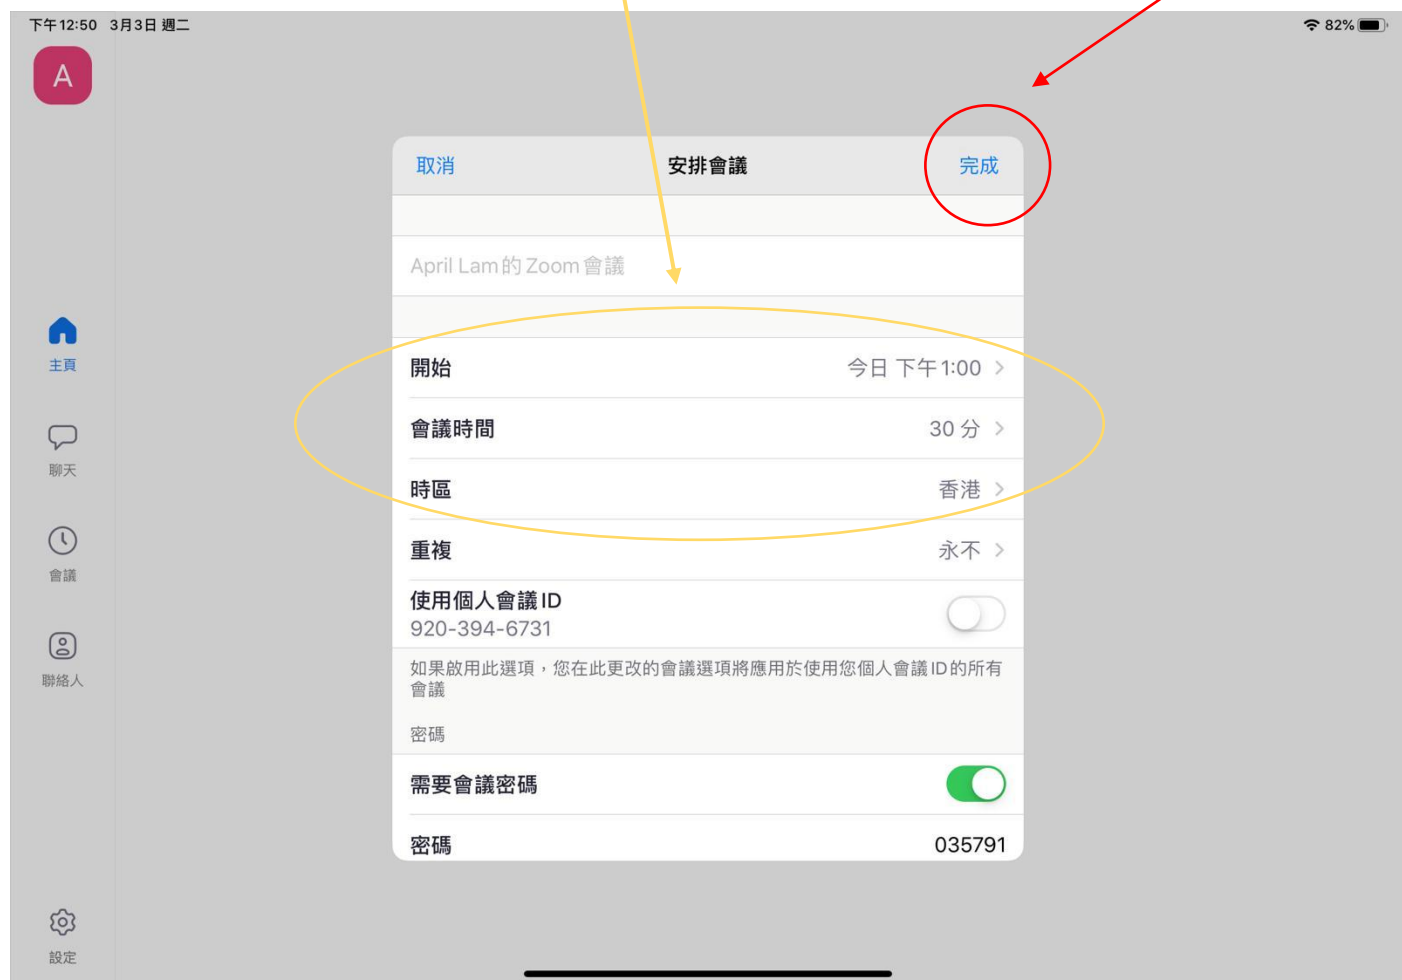 下午12:50 3月3日 週二
82%
A
取消
安排會議
完成
April Lam的 Zoom 會議
主頁
開始
今日 下午1:00
會議時間
30 分
聊天
時區
香港
重複
永不
會議
使用個人會議 ID
920-394-6731
如果啟用此選項，您在此更改的會議選項將應用於使用您個人會議 ID 的所有
會議
聯絡人
密碼
需要會議密碼
密碼
035791
設定